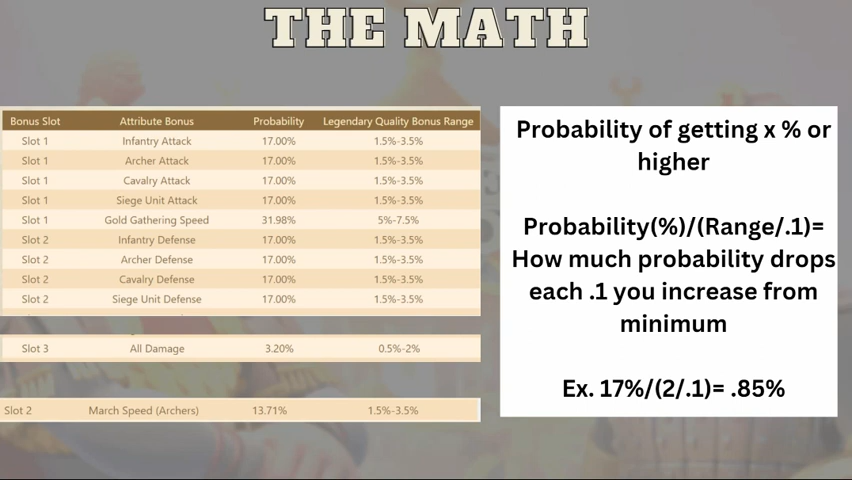 THE MATH
Bonus Slot Attribute Bonus Probability Legendary Quality Bonus Range
Slot 1 Infantry Attack 17.00% 1.5%-3.5%
Slot 1 Archer Attack 17.00% 1.5%-3.5%
Slot 1 Cavalry Attack 17.00% 1.5%-3.5%
Slot 1 Siege Unit Attack 17.00% 1.5%-3.5%
Slot 1 Gold Gathering Speed 31.98% 5%-7.5%
Slot 2 Infantry Defense 17.00% 1.5%-3.5%
Slot 2 Archer Defense 17.00% 1.5%-3.5%
Slot 2 Cavalry Defense 17.00% 1.5%-3.5%
Slot 2 Siege Unit Defense 17.00% 1.5%-3.5%
Slot 3 All Damage 3.20% 0.5%-2%
Slot 2 March Speed (Archers) 13.71% 1.5%-3.5%
Probability of getting x % or
higher
Probability(%)/(Range/.1)=
How much probability drops
each .1 you increase from
minimum
Ex. 17%/(2/.1)= .85%